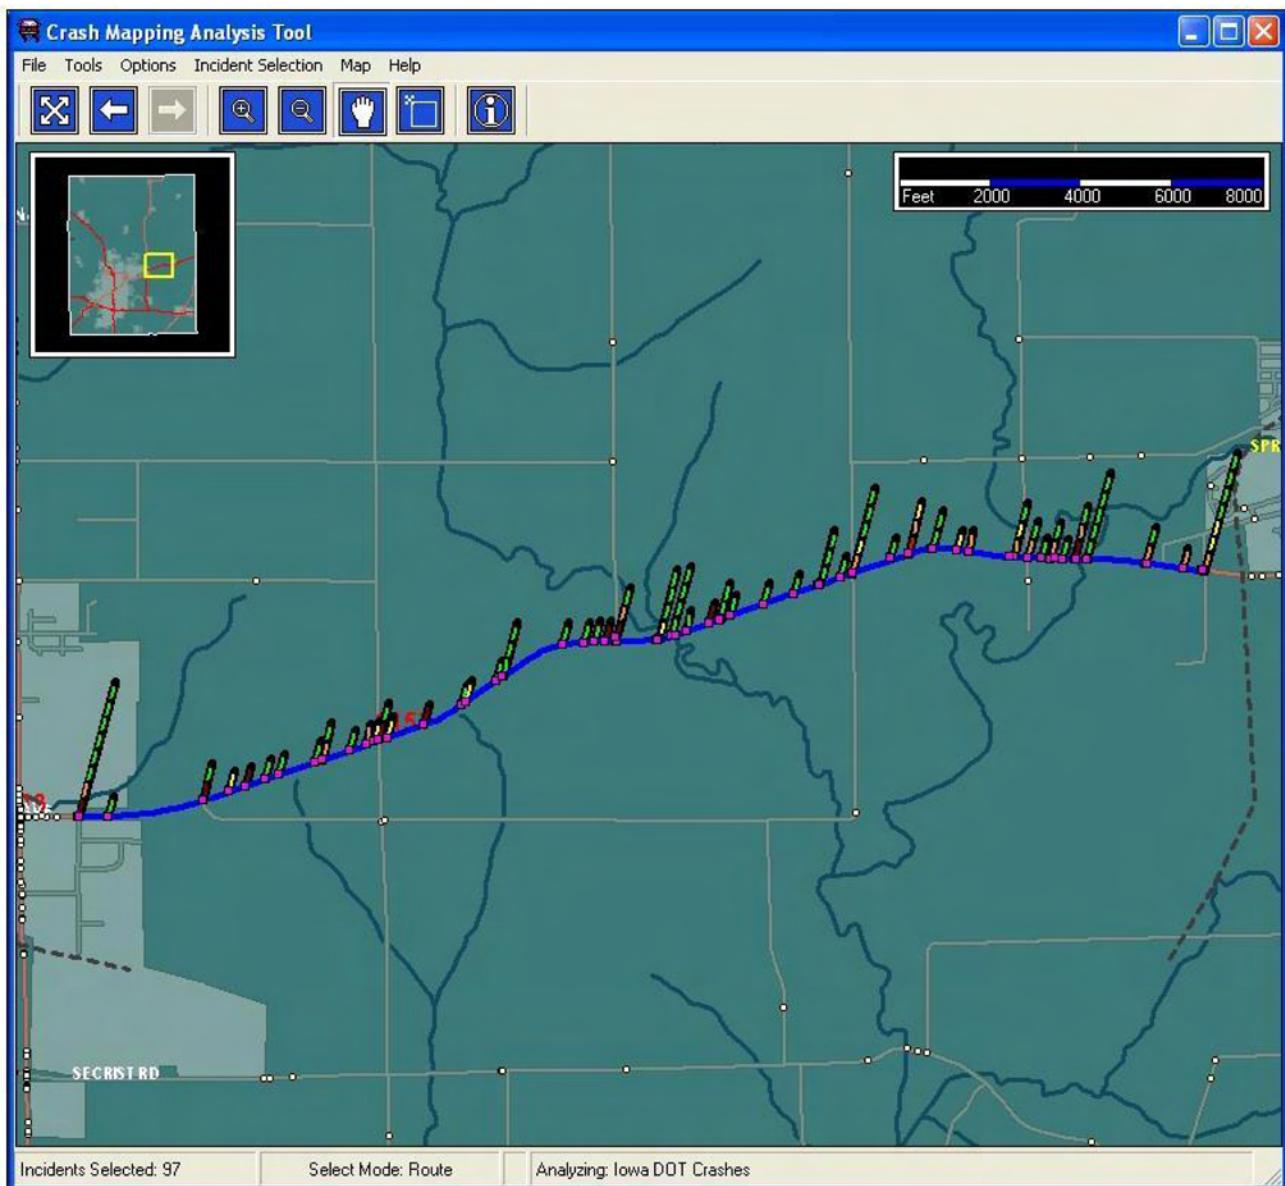 Crash Mapping Analysis Tool
File Tools Options Incident Selection Map Help
Feet 2000 4000 6000 8000
SPR
SECRIST RD
Incidents Selected: 97 Select Mode: Route Analyzing: Iowa DOT Crashes